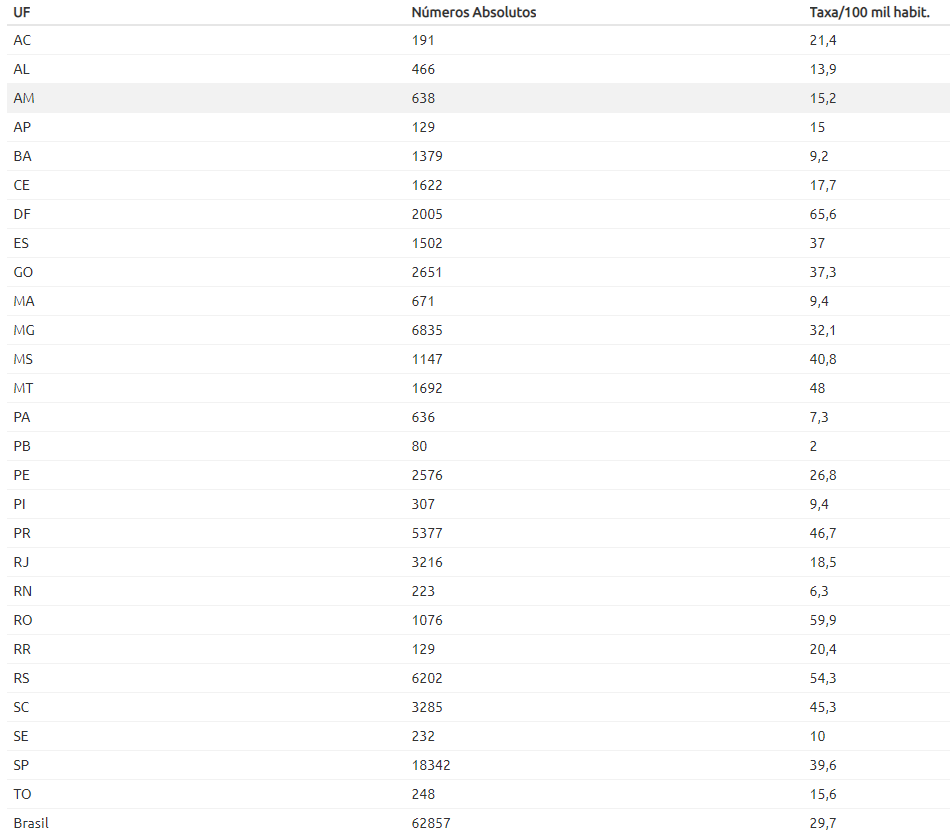 UF Números Absolutos Taxa/100 mil habit.
AC 191 21,4
AL 466 13,9
AM 638 15,2
AP 129 15
BA 1379 9,2
CE 1622 17,7
DF 2005 65,6
ES 1502 37
GO 2651 37,3
MA 671 9,4
MG 6835 32,1
MS 1147 40,8
MT 1692 48
PA 636 7,3
PB 80 2
PE 2576 26,8
PI 307 9,4
PR 5377 46,7
RJ 3216 18,5
RN 223 6,3
RO 1076 59,9
RR 129 20,4
RS 6202 54,3
SC 3285 45,3
SE 232 10
SP 18342 39,6
TO 248 15,6
Brasil 62857 29,7